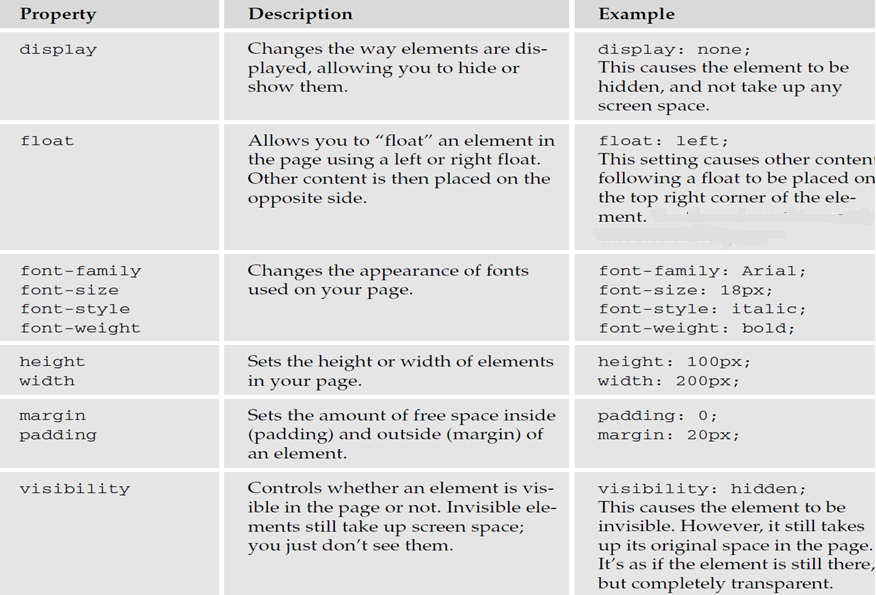 Property Description Example
display
Changes the way elements are dis-
played, allowing you to hide or
show them.
display: none;
This causes the element to be
hidden, and not take up any
screen space.
float
Allows you to “float” an element in
the page using a left or right float.
Other content is then placed on the
opposite side.
float: left;
This setting causes other content
following a float to be placed on
the top right corner of the ele-
ment.
font-family
font-size
font-style
font-weight
Changes the appearance of fonts
used on your page.
font-family: Arial;
font-size: 18px;
font-style: italic;
font-weight: bold;
height
width
Sets the height or width of elements
in your page.
height: 100px;
width: 200px;
margin
padding
Sets the amount of free space inside
(padding) and outside (margin) of
an element.
padding: 0;
margin: 20px;
visibility
Controls whether an element is vis-
ible in the page or not. Invisible ele-
ments still take up screen space;
you just don’t see them.
visibility: hidden;
This causes the element to be
invisible. However, it still takes
up its original space in the page.
It’s as if the element is still there,
but completely transparent.